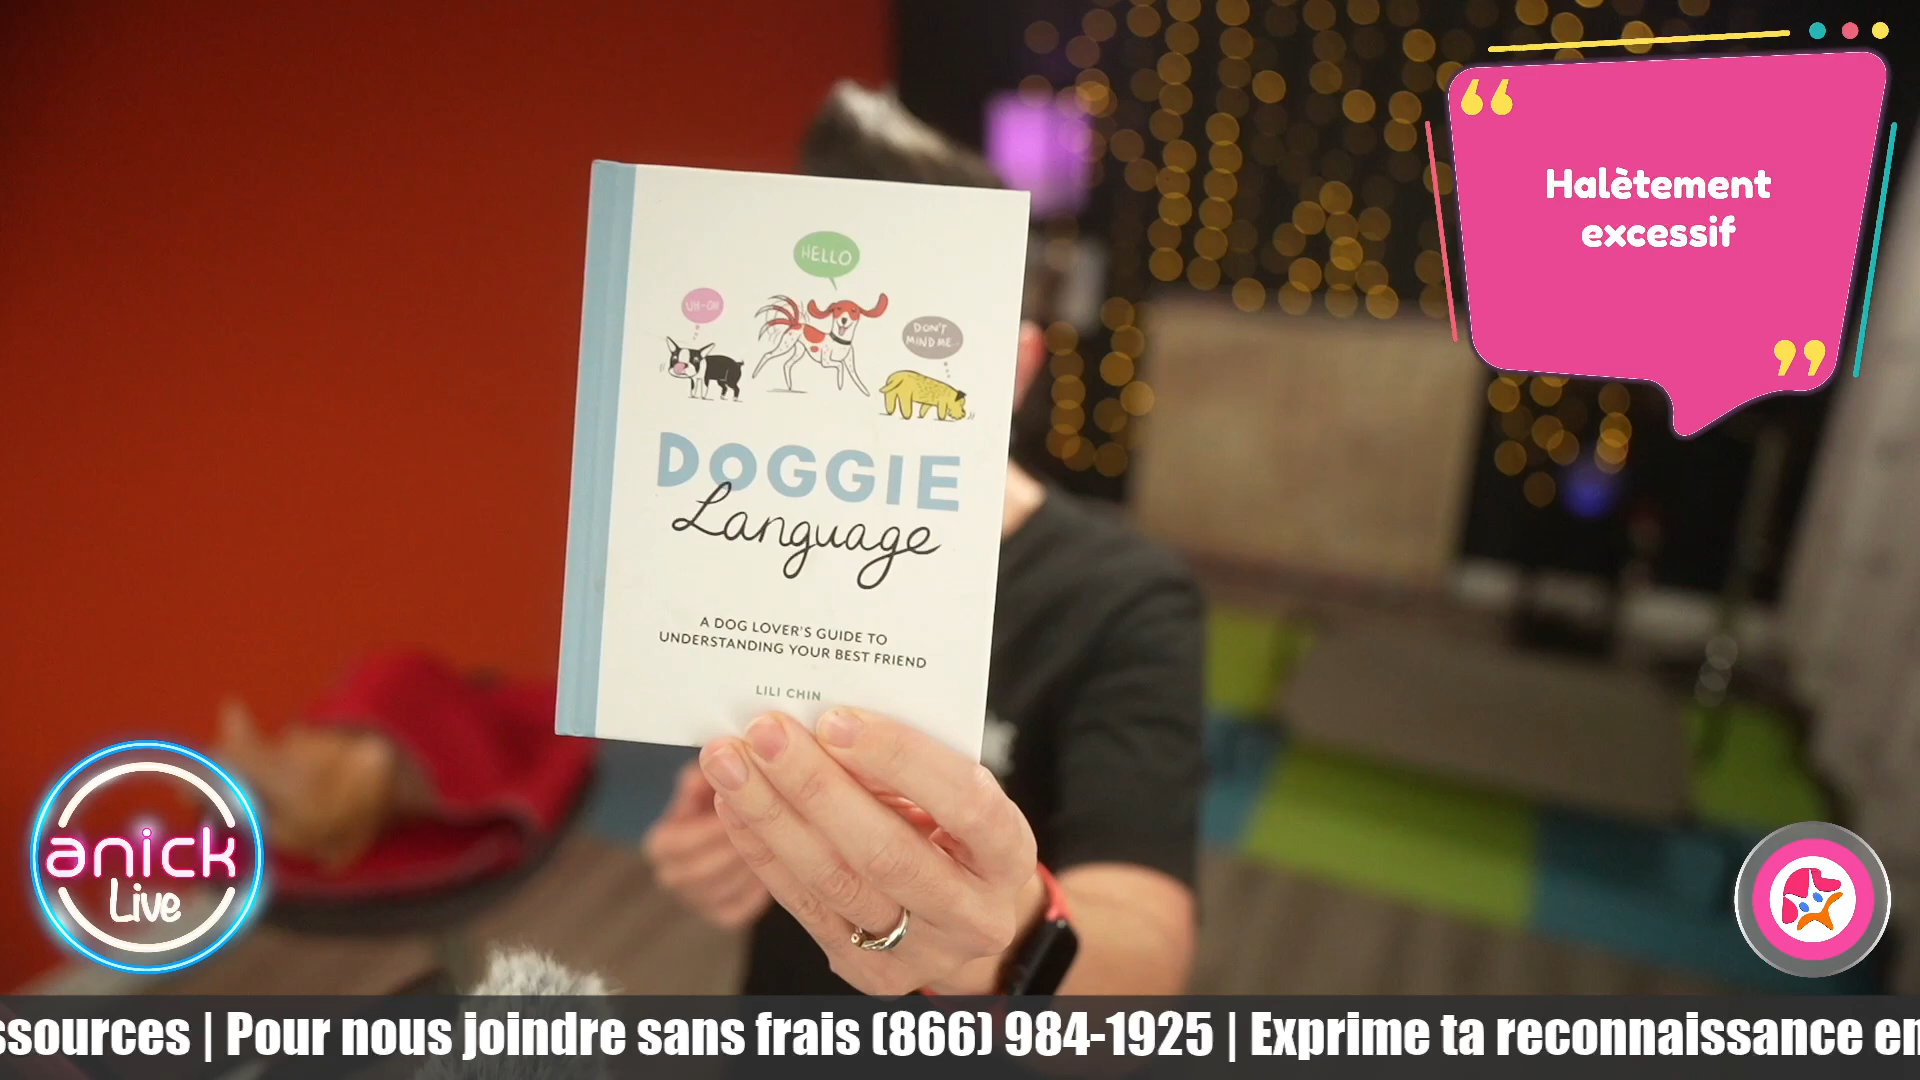 Halètement
excessif
HELLO
UH-OH
DON'T
MIND ME..
DOGGIE
Language
A DOG LOVER'S GUIDE TO
UNDERSTANDING YOUR BEST FRIEND
LILI CHIN
anick
Live
ssources | Pour nous joindre sans frais (866) 984-1925 | Exprime ta reconnaissance en